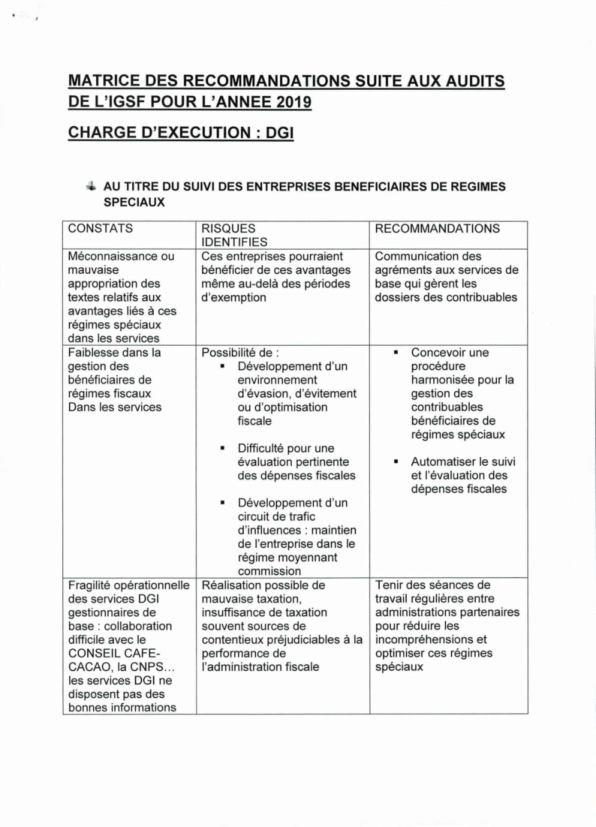 MATRICE DES RECOMMANDATIONS SUITE AUX AUDITS
DE L'IGSF POUR L'ANNEE 2019
CHARGE D'EXECUTION : DGI
AU TITRE DU SUIVI DES ENTREPRISES BENEFICIAIRES DE REGIMES
SPECIAUX
CONSTATS
RISQUES
IDENTIFIES
RECOMMANDATIONS
Méconnaissance ou
mauvaise
appropriation des
textes relatifs aux
avantages liés à ces
régimes spéciaux
dans les services
Ces entreprises pourraient
bénéficier de ces avantages
même au-delà des périodes
d'exemption
Communication des
agréments aux services de
base qui gèrent les
dossiers des contribuables
Faiblesse dans la
gestion des
bénéficiaires de
régimes fiscaux
Dans les services
Possibilité de :
▪ Développement d'un
environnement
d'évasion, d'évitement
ou d'optimisation
fiscale
▪ Difficulté pour une
évaluation pertinente
des dépenses fiscales
▪ Développement d'un
circuit de trafic
d'influences : maintien
de l'entreprise dans le
régime moyennant
commission
▪ Concevoir une
procédure
harmonisée pour la
gestion des
contribuables
bénéficiaires de
régimes spéciaux
▪ Automatiser le suivi
et l'évaluation des
dépenses fiscales
Fragilité opérationnelle
des services DGI
gestionnaires de
base : collaboration
difficile avec le
CONSEIL CAFE-
CACAO, la CNPS...
les services DGI ne
disposent pas des
bonnes informations
Réalisation possible de
mauvaise taxation,
insuffisance de taxation
souvent sources de
contentieux préjudiciables à la
performance de
l'administration fiscale
Tenir des séances de
travail régulières entre
administrations partenaires
pour réduire les
incompréhensions et
optimiser ces régimes
spéciaux